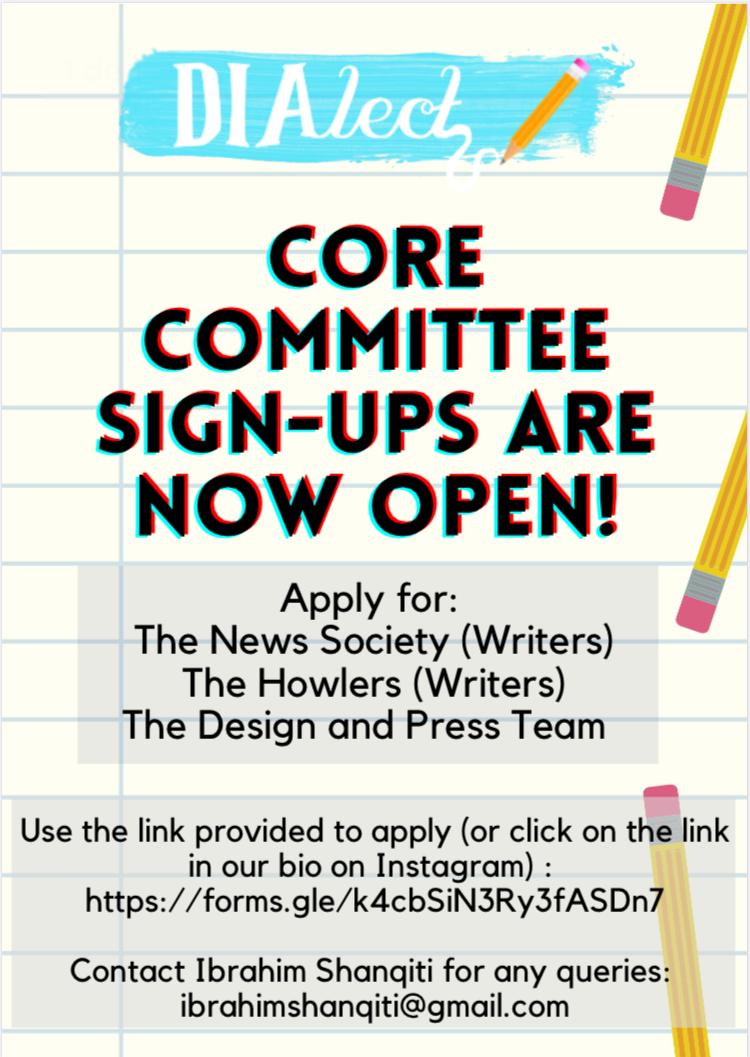 DIAlect
CORE
COMMITTEE
SIGN-UPS ARE
NOW OPEN!
Apply for:
The News Society (Writers)
The Howlers (Writers)
The Design and Press Team
Use the link provided to apply (or click on the link
in our bio on Instagram) :
https://forms.gle/k4cbSiN3Ry3fASDn7
Contact Ibrahim Shanqiti for any queries:
ibrahimshanqiti@gmail.com